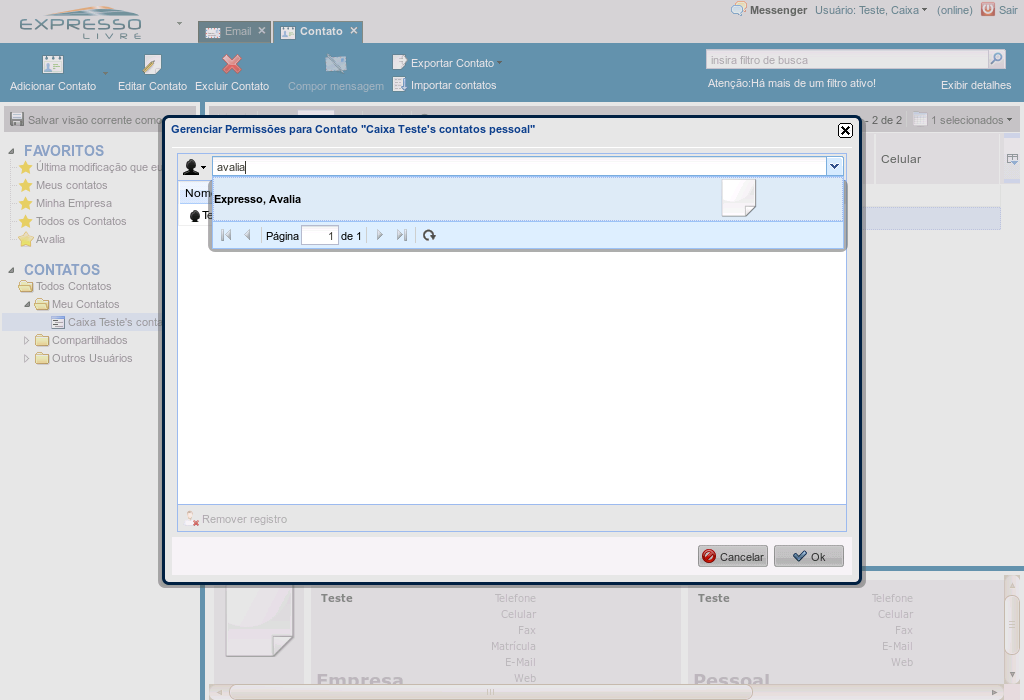 EXPRESSO
LIVRE
Email
Contato
Messenger
Usuário: Teste, Caixa
(online)
Sair
Adicionar Contato
Editar Contato
Excluir Contato
Compor mensagem
Exportar Contato
Importar contatos
insira filtro de busca
Atenção:Há mais de um filtro ativo!
Exibir detalhes
Salvar visão corrente como
- 2 de 2
1 selecionados
FAVORITOS
Última modificação que eu
Meus contatos
Minha Empresa
Todos os Contatos
Avalia
CONTATOS
Todos Contatos
Meu Contatos
Caixa Teste's conta
Compartilhados
Outros Usuários
Celular
Gerenciar Permissões para Contato "Caixa Teste's contatos pessoal"
avalia
Nom
Te
Expresso, Avalia
Página 1 de 1
Remover registro
Cancelar
Ok
Teste
Telefone
Celular
Fax
Matrícula
E-Mail
Web
Empresa
Teste
Telefone
Celular
Fax
E-Mail
Web
Pessoal